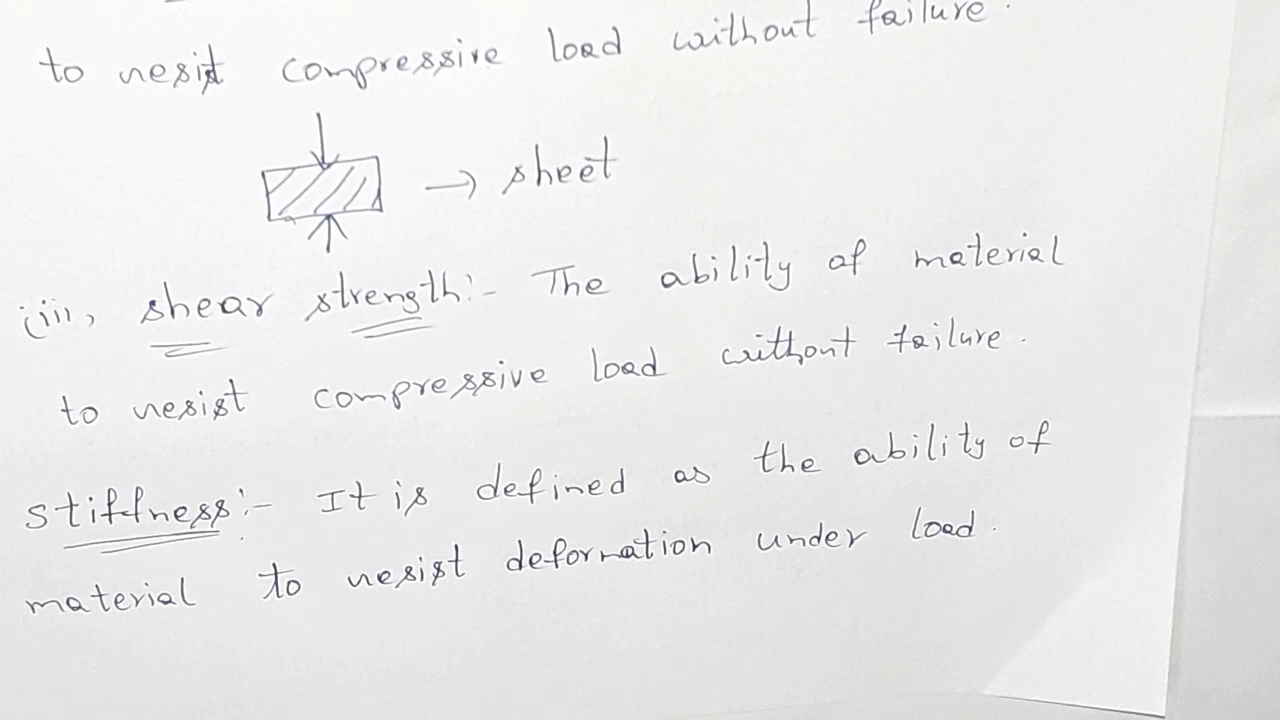 to resist compressive load without failure.
→ sheet
(iii, shear strength:- The ability of material
to resist compressive load without failure.
stiffness:- It is defined as the ability of
material to resist deformation under load.